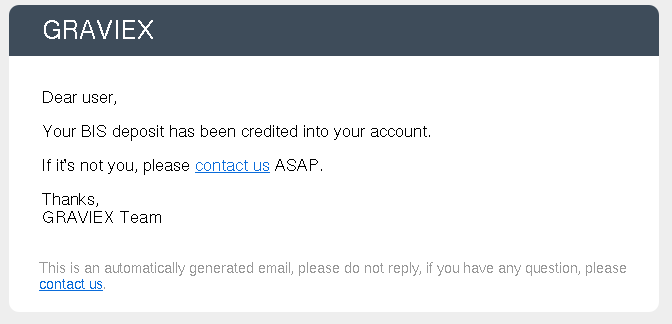 GRAVIEX
Dear user,
Your BIS deposit has been credited into your account.
If it's not you, please contact us ASAP.
Thanks,
GRAVIEX Team
This is an automatically generated email, please do not reply, if you have any question, please
contact us.